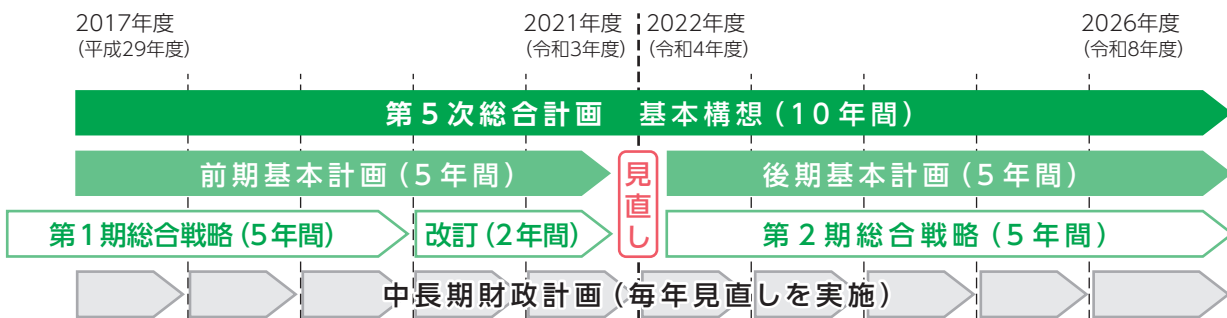 2017年度
(平成29年度)
2021年度
(令和3年度)
2022年度
(令和4年度)
2026年度
(令和8年度)
第5次総合計画 基本構想(10年間)
前期基本計画(5年間)
見直し
後期基本計画(5年間)
第1期総合戦略(5年間)
改訂(2年間)
第2期総合戦略(5年間)
中長期財政計画(毎年見直しを実施)